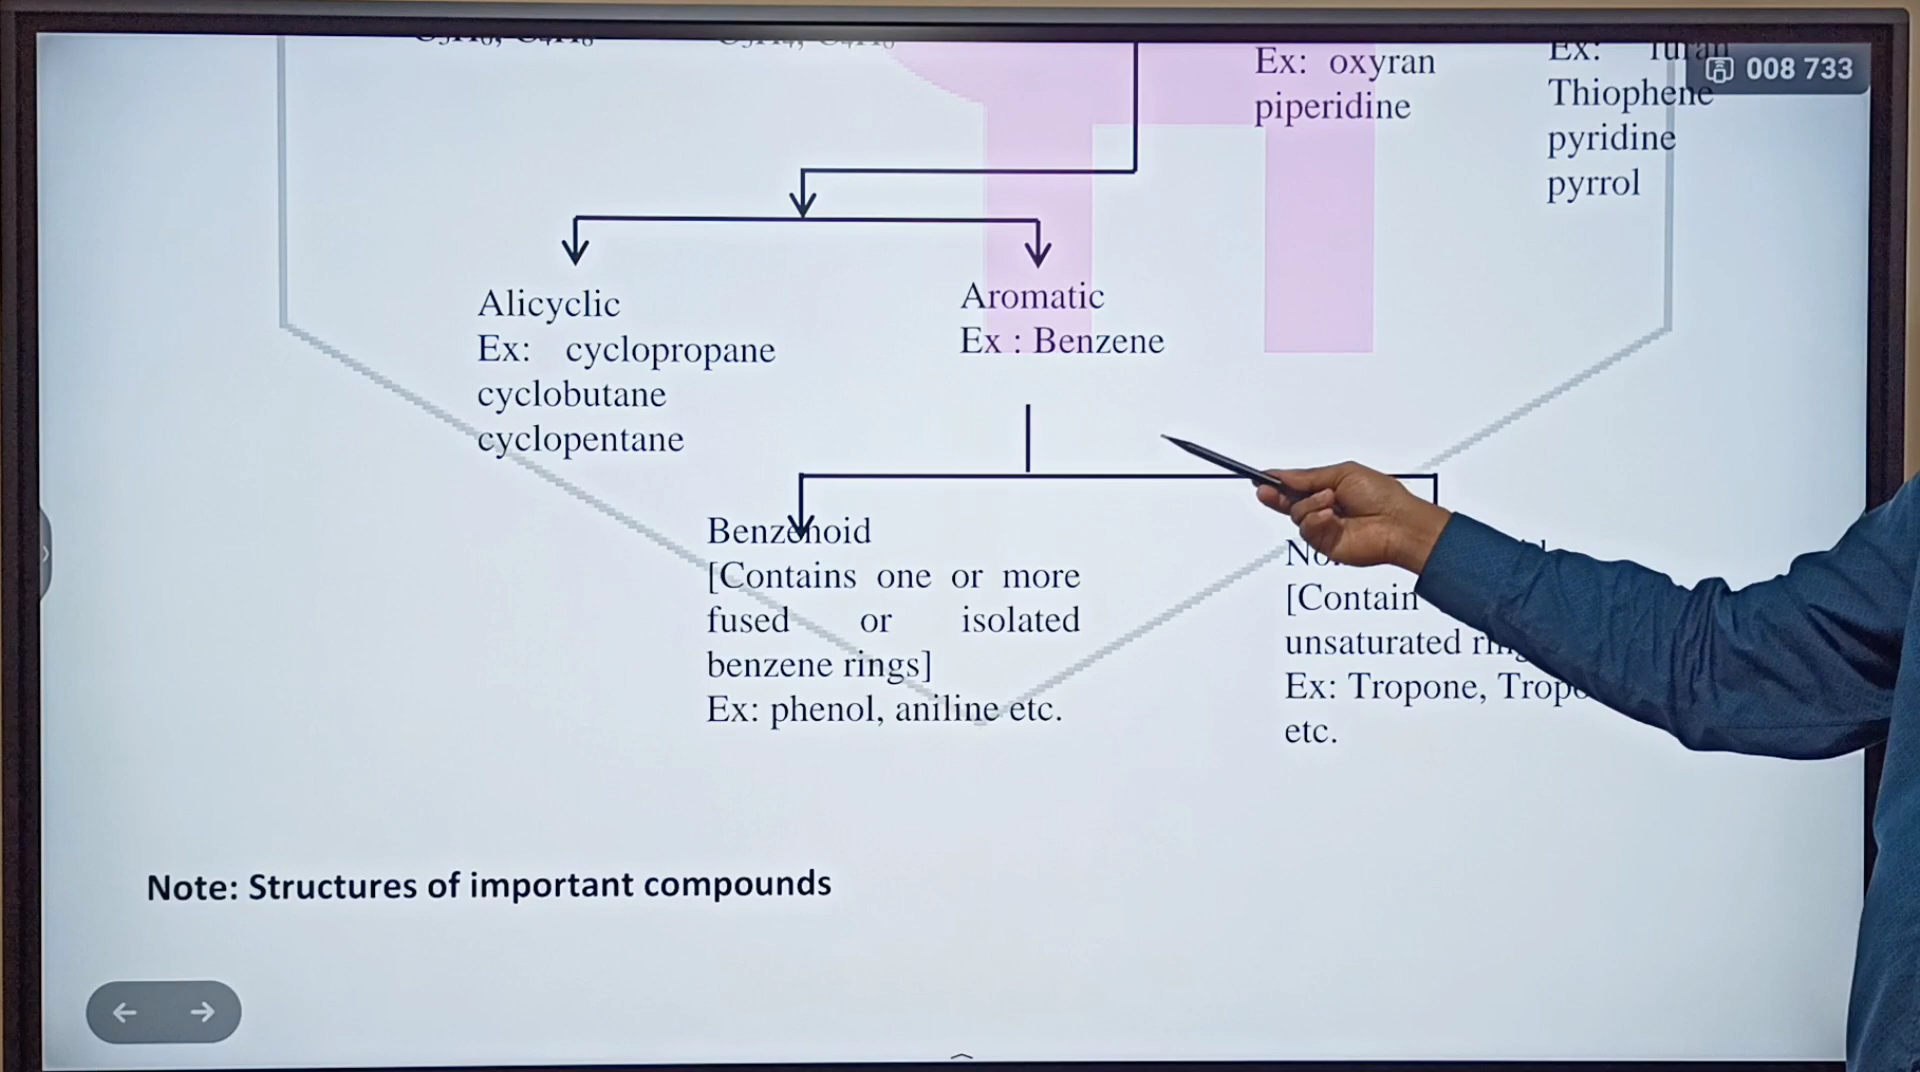 Ex: oxyran
piperidine
Ex: furan
Thiophene
pyridine
pyrrol
008 733
Alicyclic
Ex: cyclopropane
cyclobutane
cyclopentane
Aromatic
Ex : Benzene
Benzenoid
[Contains one or more
fused or isolated
benzene rings]
Ex: phenol, aniline etc.
[Contain
unsaturated
Ex: Tropone,
etc.
Note: Structures of important compounds